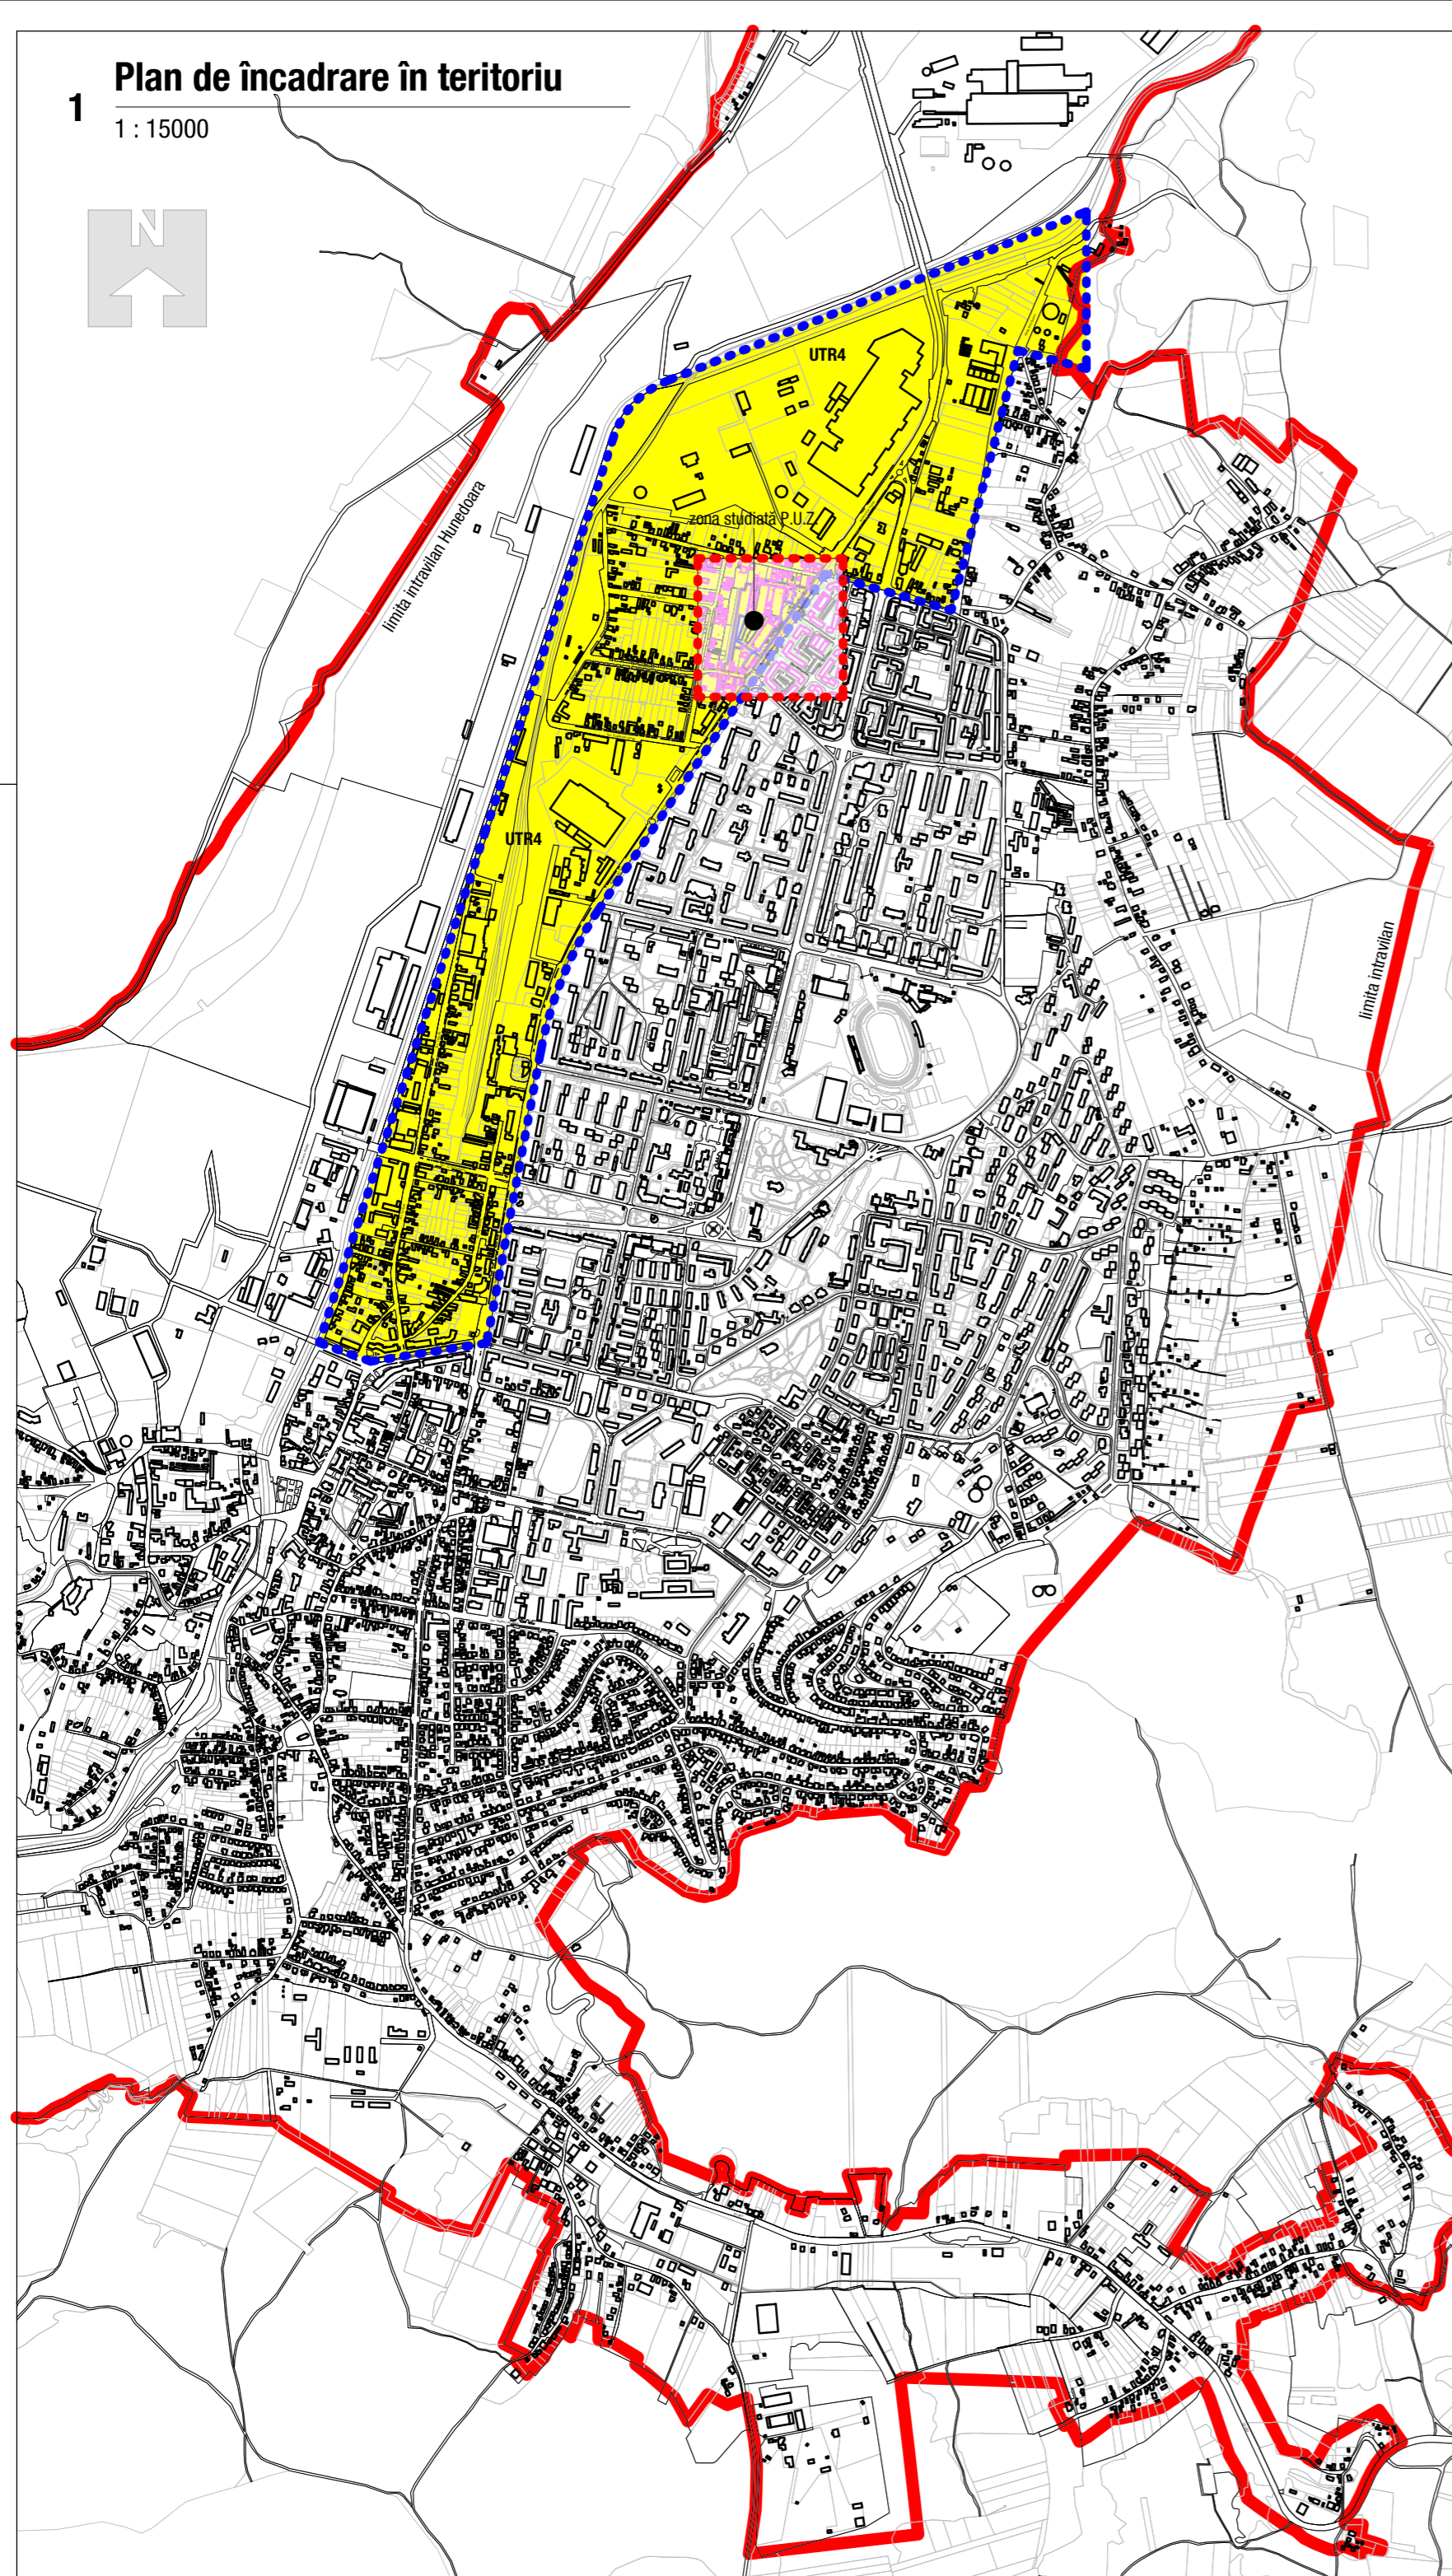 Plan de încadrare în teritoriu
1
1 : 15000
N
UTR4
zona studiată P.U.Z.
limita intravilan Hunedoara
UTR4
limita intravilan